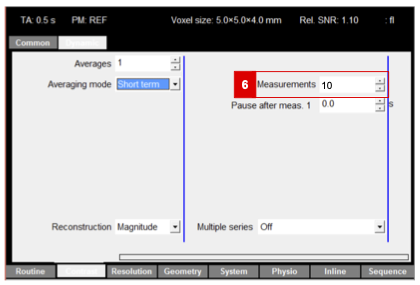 TA: 0.5 s PM: REF Voxel size: 5.0×5.0×4.0 mm Rel. SNR: 1.10 : fl
Common
Averages 1
6 Measurements 10
Averaging mode Short term
Pause after meas. 1 0.0 s
Reconstruction Magnitude
Multiple series Off
Routine Resolution Geometry System Physio Inline Sequence